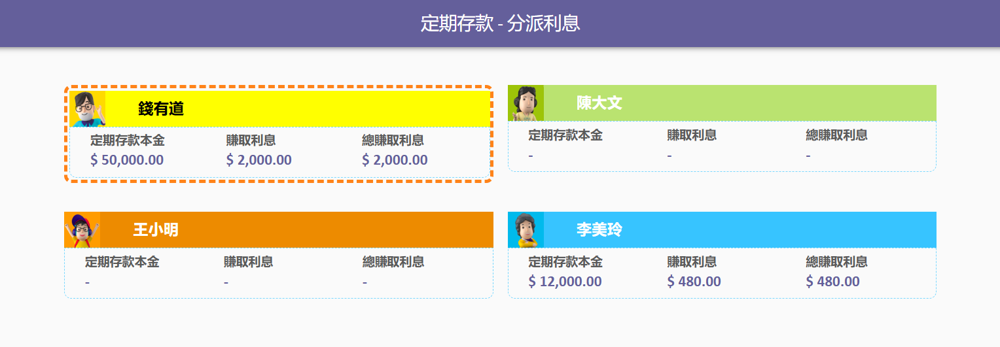 定期存款 - 分派利息
錢有道
定期存款本金 賺取利息 總賺取利息
$ 50,000.00 $ 2,000.00 $ 2,000.00
陳大文
定期存款本金 賺取利息 總賺取利息
- - -
王小明
定期存款本金 賺取利息 總賺取利息
- - -
李美玲
定期存款本金 賺取利息 總賺取利息
$ 12,000.00 $ 480.00 $ 480.00